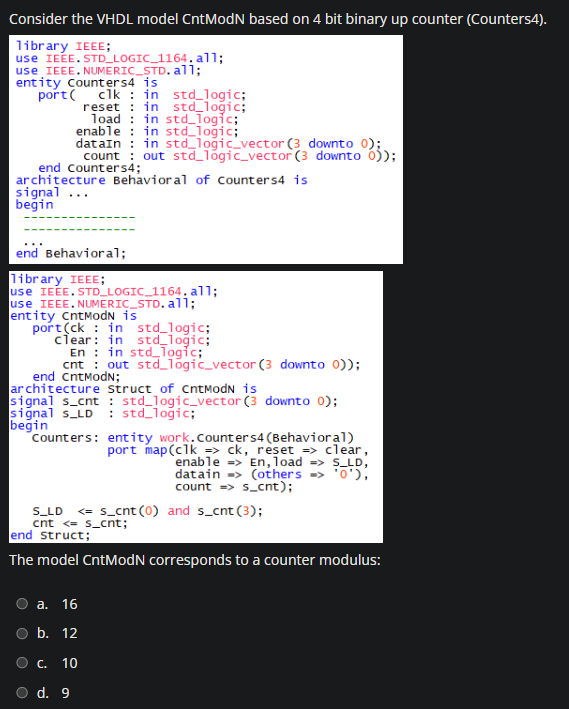 Consider the VHDL model CntModN based on 4 bit binary up counter (Counters4).
library IEEE;
use IEEE.STD_LOGIC_1164.all;
use IEEE.NUMERIC_STD.all;
entity Counters4 is
port( clk : in std_logic;
reset : in std_logic;
load : in std_logic;
enable : in std_logic;
dataIn : in std_logic_vector(3 downto 0);
count : out std_logic_vector(3 downto 0));
end Counters4;
architecture Behavioral of Counters4 is
signal ...
begin
---------------
---------------
...
end Behavioral;
library IEEE;
use IEEE.STD_LOGIC_1164.all;
use IEEE.NUMERIC_STD.all;
entity CntModN is
port(ck : in std_logic;
Clear: in std_logic;
En : in std_logic;
cnt : out std_logic_vector(3 downto 0));
end CntModN;
architecture Struct of CntModN is
signal s_cnt : std_logic_vector(3 downto 0);
signal s_LD : std_logic;
begin
Counters: entity work.Counters4(Behavioral)
port map(clk => ck, reset => clear,
enable => En,load => S_LD,
datain => (others => '0'),
count => s_cnt);
S_LD <= s_cnt(0) and s_cnt(3);
cnt <= s_cnt;
end Struct;
The model CntModN corresponds to a counter modulus:
a. 16
b. 12
c. 10
d. 9